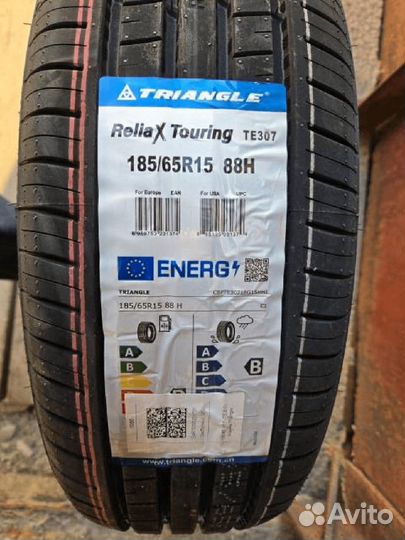 TRIANGLE
ReliaX Touring TE307
185/65R15 88H
For Europe EAN For USA UPC
ENERG
TRIANGLE
185/65R15 88 H C1
A A
B B B
www.triangle.com.cn
Avito